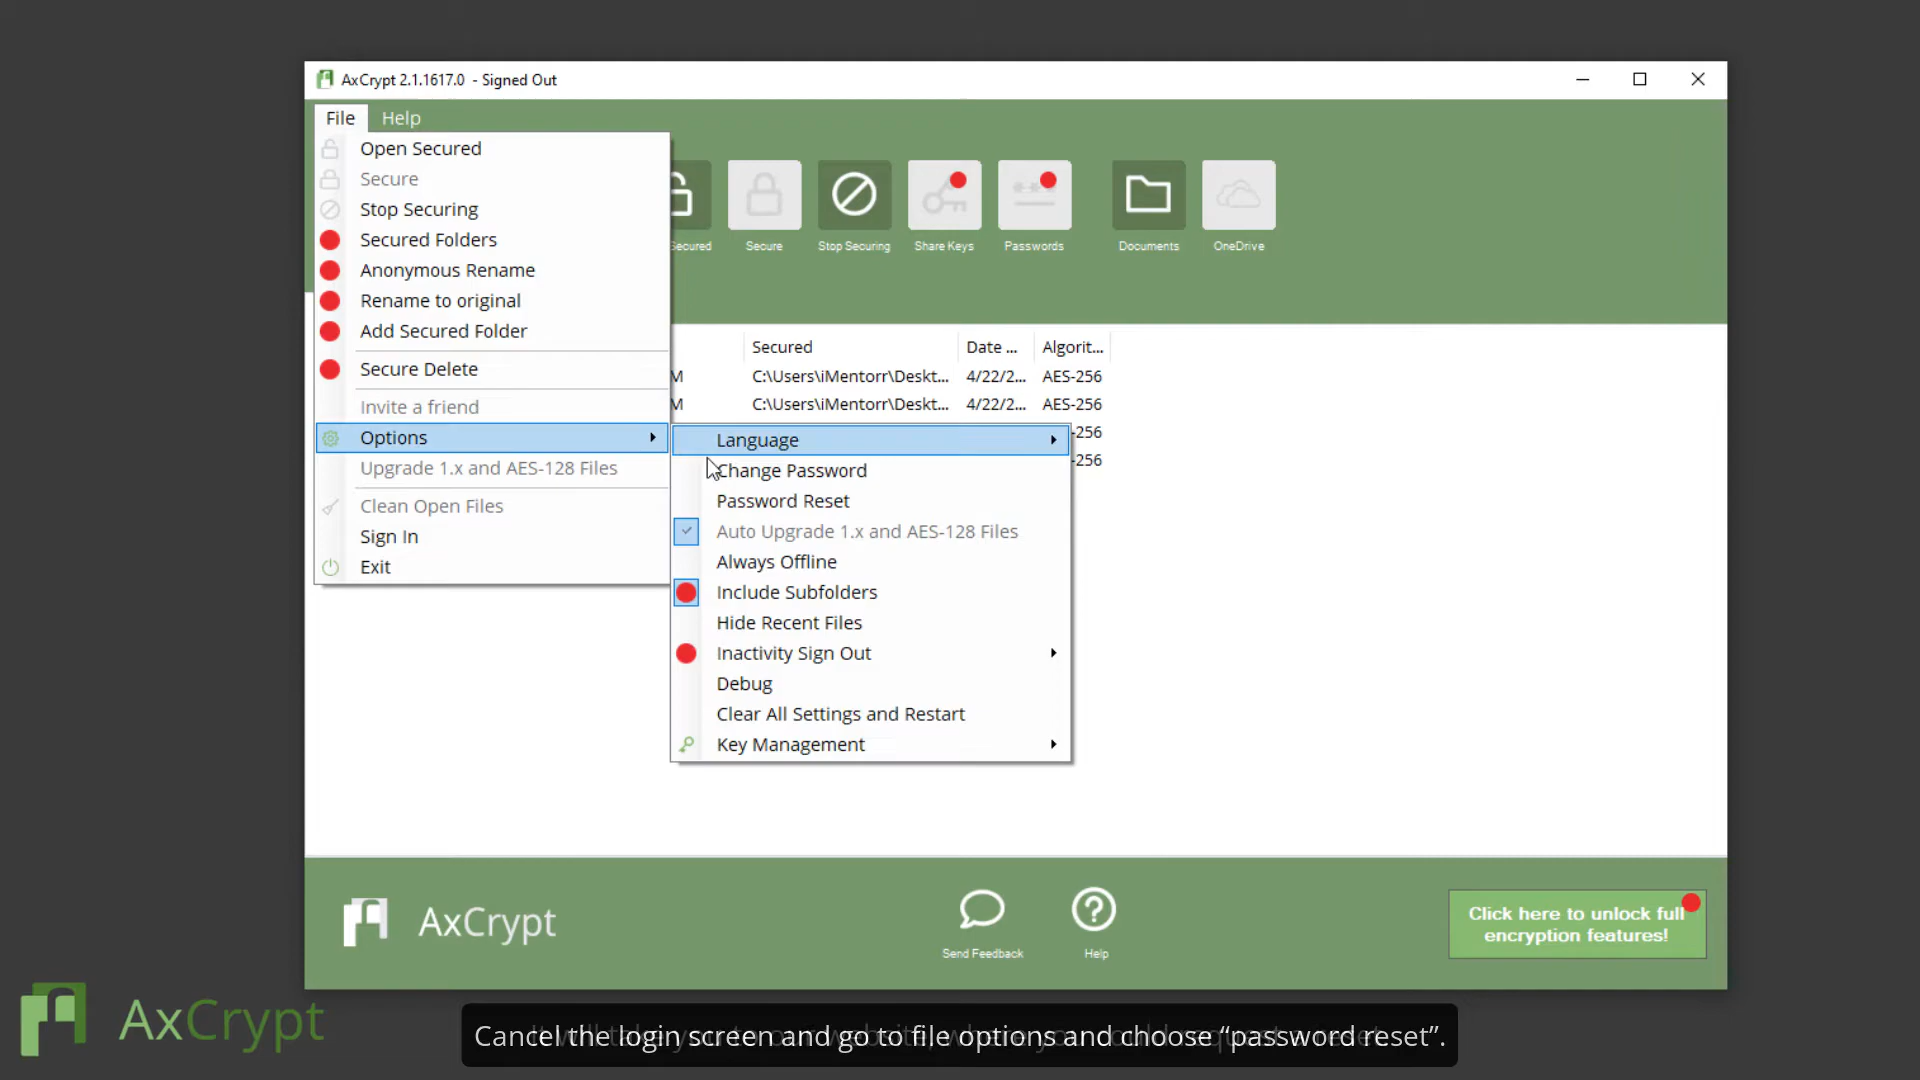 AxCrypt 2.1.1617.0 - Signed Out
File Help
Open Secured
Secure
Stop Securing
Secured Folders
Anonymous Rename
Rename to original
Add Secured Folder
Secure Delete
Invite a friend
Options
Upgrade 1.x and AES-128 Files
Clean Open Files
Sign In
Exit
Secured
Secure
Stop Securing
Share Keys
Passwords
Documents
OneDrive
Secured Date ... Algorit...
M C:\Users\iMentorr\Deskt... 4/22/2... AES-256
M C:\Users\iMentorr\Deskt... 4/22/2... AES-256
-256
-256
Language
Change Password
Password Reset
Auto Upgrade 1.x and AES-128 Files
Always Offline
Include Subfolders
Hide Recent Files
Inactivity Sign Out
Debug
Clear All Settings and Restart
Key Management
AxCrypt
Send Feedback
Help
Click here to unlock full
encryption features!
AxCrypt
Cancel the login screen and go to file options and choose “password reset”.